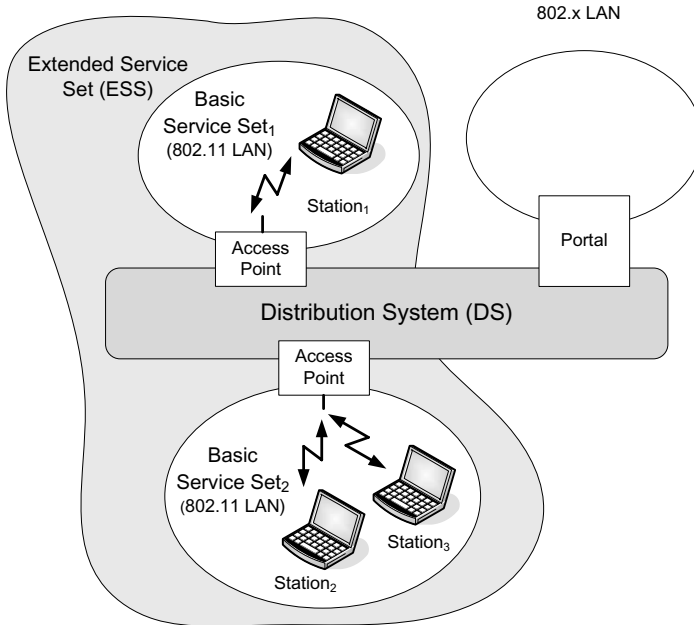 802.x LAN
Extended Service
Set (ESS)
Basic
Service Set₁
(802.11 LAN)
Station₁
Access
Point
Portal
Distribution System (DS)
Access
Point
Basic
Service Set₂
(802.11 LAN)
Station₃
Station₂